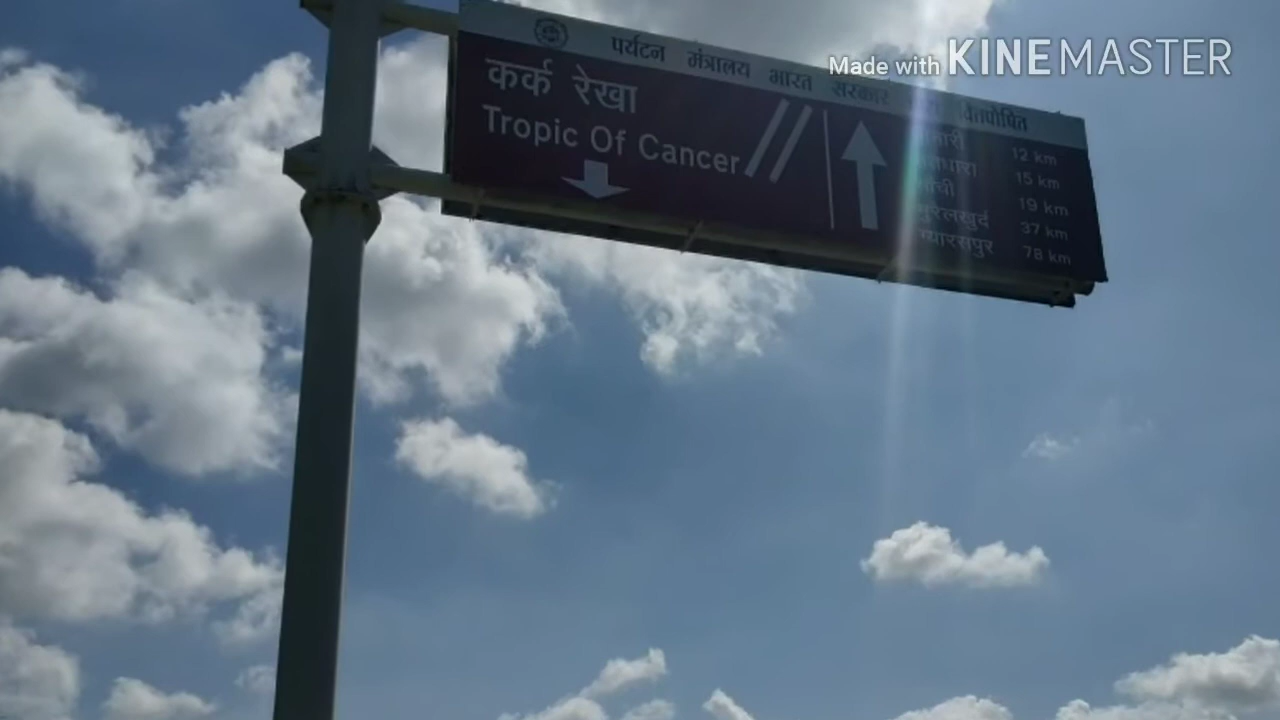 Made with KINEMASTER
पर्यटन मंत्रालय भारत सरकार
कर्क रेखा
Tropic Of Cancer
12 km
15 km
19 km
37 km
ग्यारसपुर 78 km